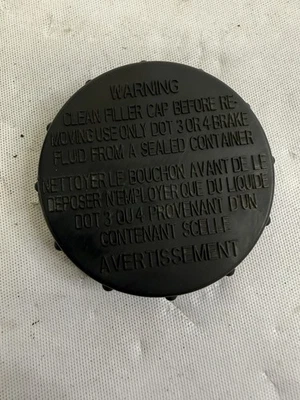 WARNING
CLEAN FILLER CAP BEFORE RE-
MOVING USE ONLY DOT 3 OR 4 BRAKE
FLUID FROM A SEALED CONTAINER
NETTOYER LE BOUCHON AVANT DE LE
DEPOSER N'EMPLOYER QUE DU LIQUIDE
DOT 3 OU 4 PROVENANT D'UN
CONTENANT SCELLE
AVERTISSEMENT